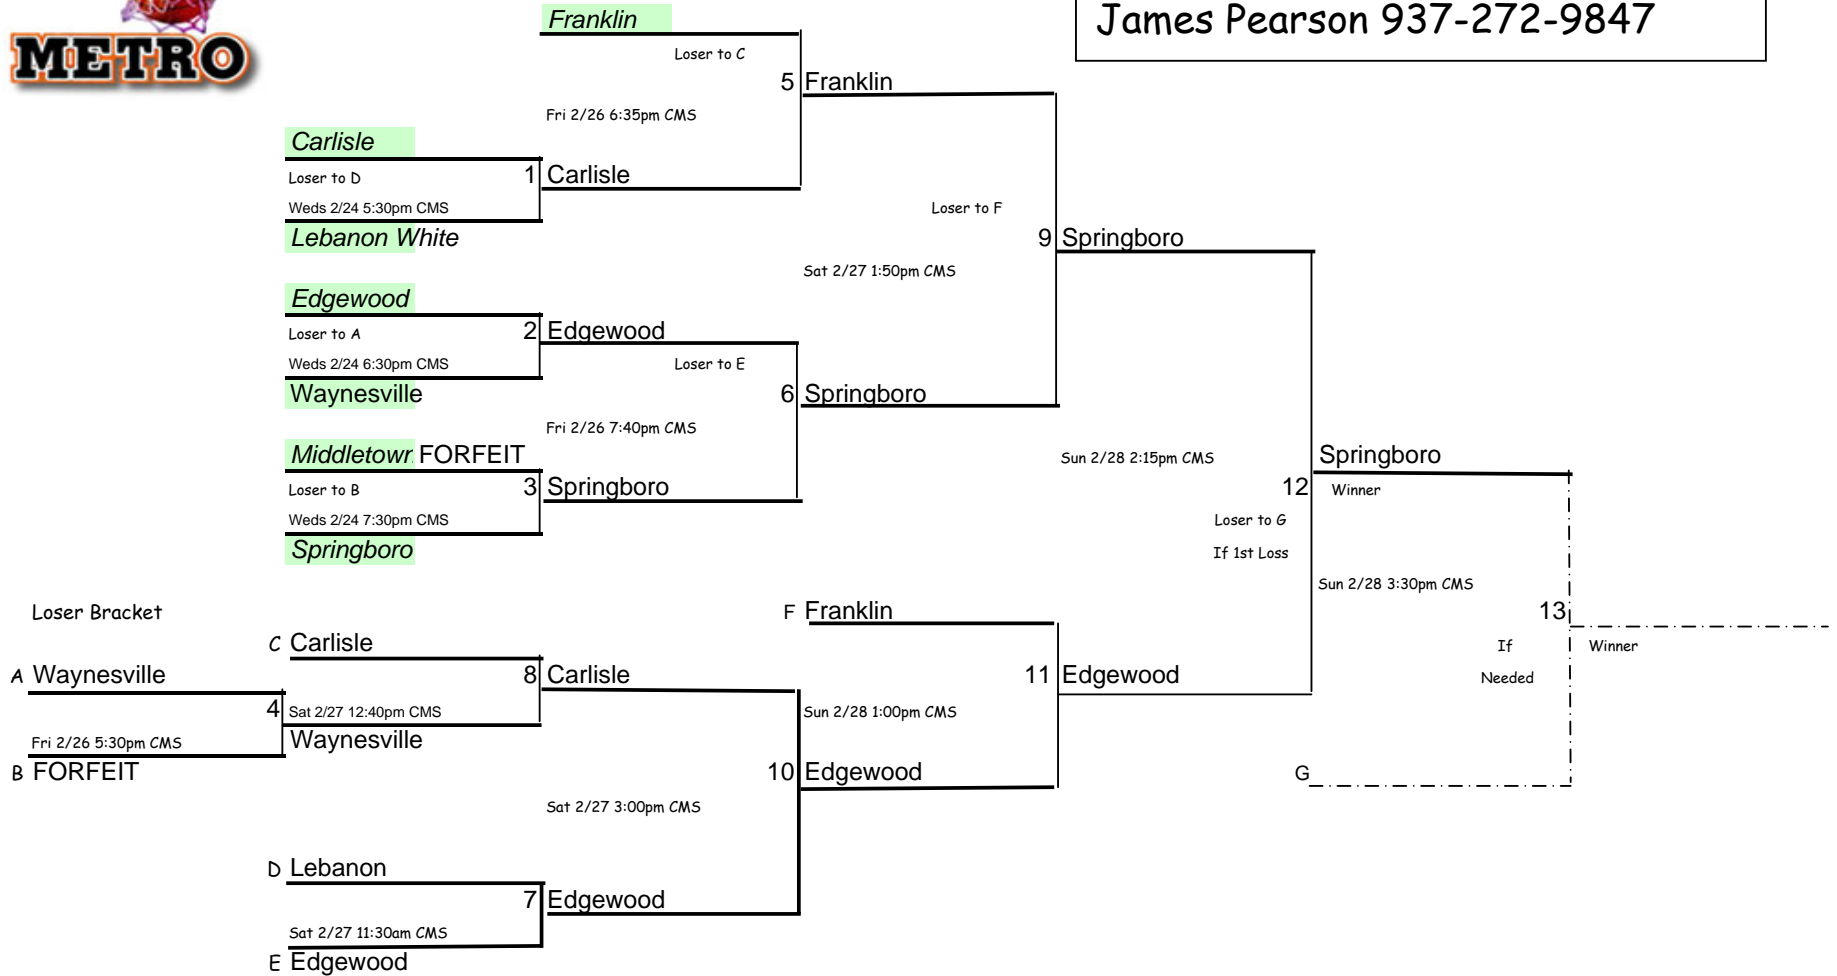 METRO
James Pearson 937-272-9847
Franklin
Loser to C
5 Franklin
Fri 2/26 6:35pm CMS
Carlisle
Loser to D
1 Carlisle
Weds 2/24 5:30pm CMS
Lebanon White
Loser to F
9 Springboro
Sat 2/27 1:50pm CMS
Edgewood
Loser to A
2 Edgewood
Weds 2/24 6:30pm CMS
Waynesville
Loser to E
6 Springboro
Fri 2/26 7:40pm CMS
Middletown FORFEIT
Loser to B
3 Springboro
Weds 2/24 7:30pm CMS
Springboro
Sun 2/28 2:15pm CMS
Springboro
12 Winner
Loser to G
If 1st Loss
Sun 2/28 3:30pm CMS
13
If
Needed
Winner
G
Loser Bracket
F Franklin
C Carlisle
A Waynesville
8 Carlisle
11 Edgewood
4 Sat 2/27 12:40pm CMS
Sun 2/28 1:00pm CMS
Fri 2/26 5:30pm CMS
Waynesville
B FORFEIT
10 Edgewood
Sat 2/27 3:00pm CMS
D Lebanon
7 Edgewood
Sat 2/27 11:30am CMS
E Edgewood